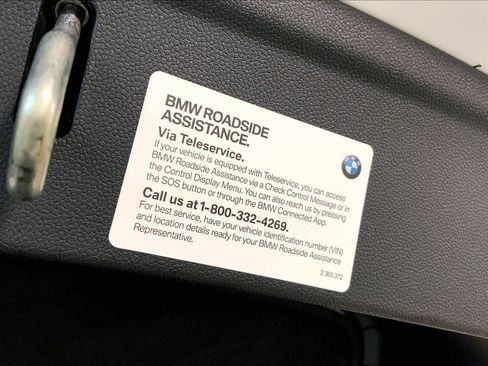 BMW ROADSIDE
ASSISTANCE.
Via Teleservice.
If your vehicle is equipped with Teleservice, you can access
BMW Roadside Assistance via a Check Control Message or in
the Control Display Menu. You can also reach us by pressing
the SOS button or through the BMW Connected App.
Call us at 1-800-332-4269.
For best service, have your vehicle identification number (VIN)
and location details ready for your BMW Roadside Assistance
Representative.
2 365 372